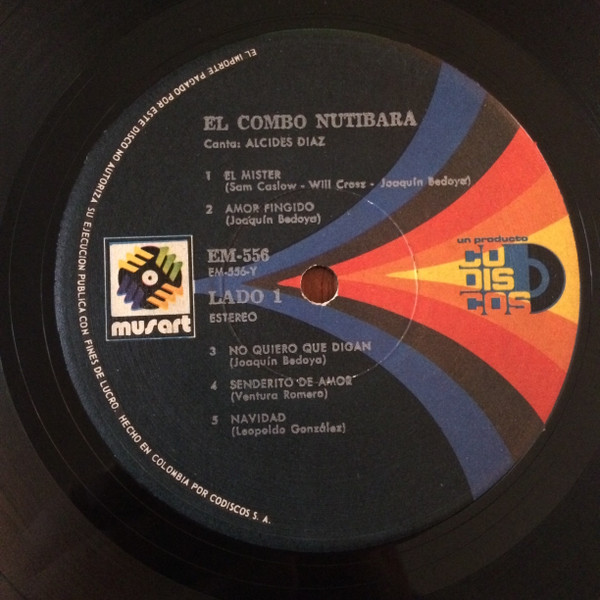 EL IMPORTE PAGADO POR ESTE DISCO NO AUTORIZA SU EJECUCION PUBLICA CON FINES DE LUCRO. HECHO EN COLOMBIA POR CODISCOS S. A.
EL COMBO NUTIBARA
Canta: ALCIDES DIAZ
1 EL MISTER
(Sam Caslow - Will Cross - Joaquín Bedoya)
2 AMOR FINGIDO
(Joaquín Bedoya)
EM-556
EM-556-Y
LADO 1
ESTEREO
musart
un producto
CO
DIS
COS
3 NO QUIERO QUE DIGAN
(Joaquín Bedoya)
4 SENDERITO DE AMOR
(Ventura Romero)
5 NAVIDAD
(Leopoldo González)